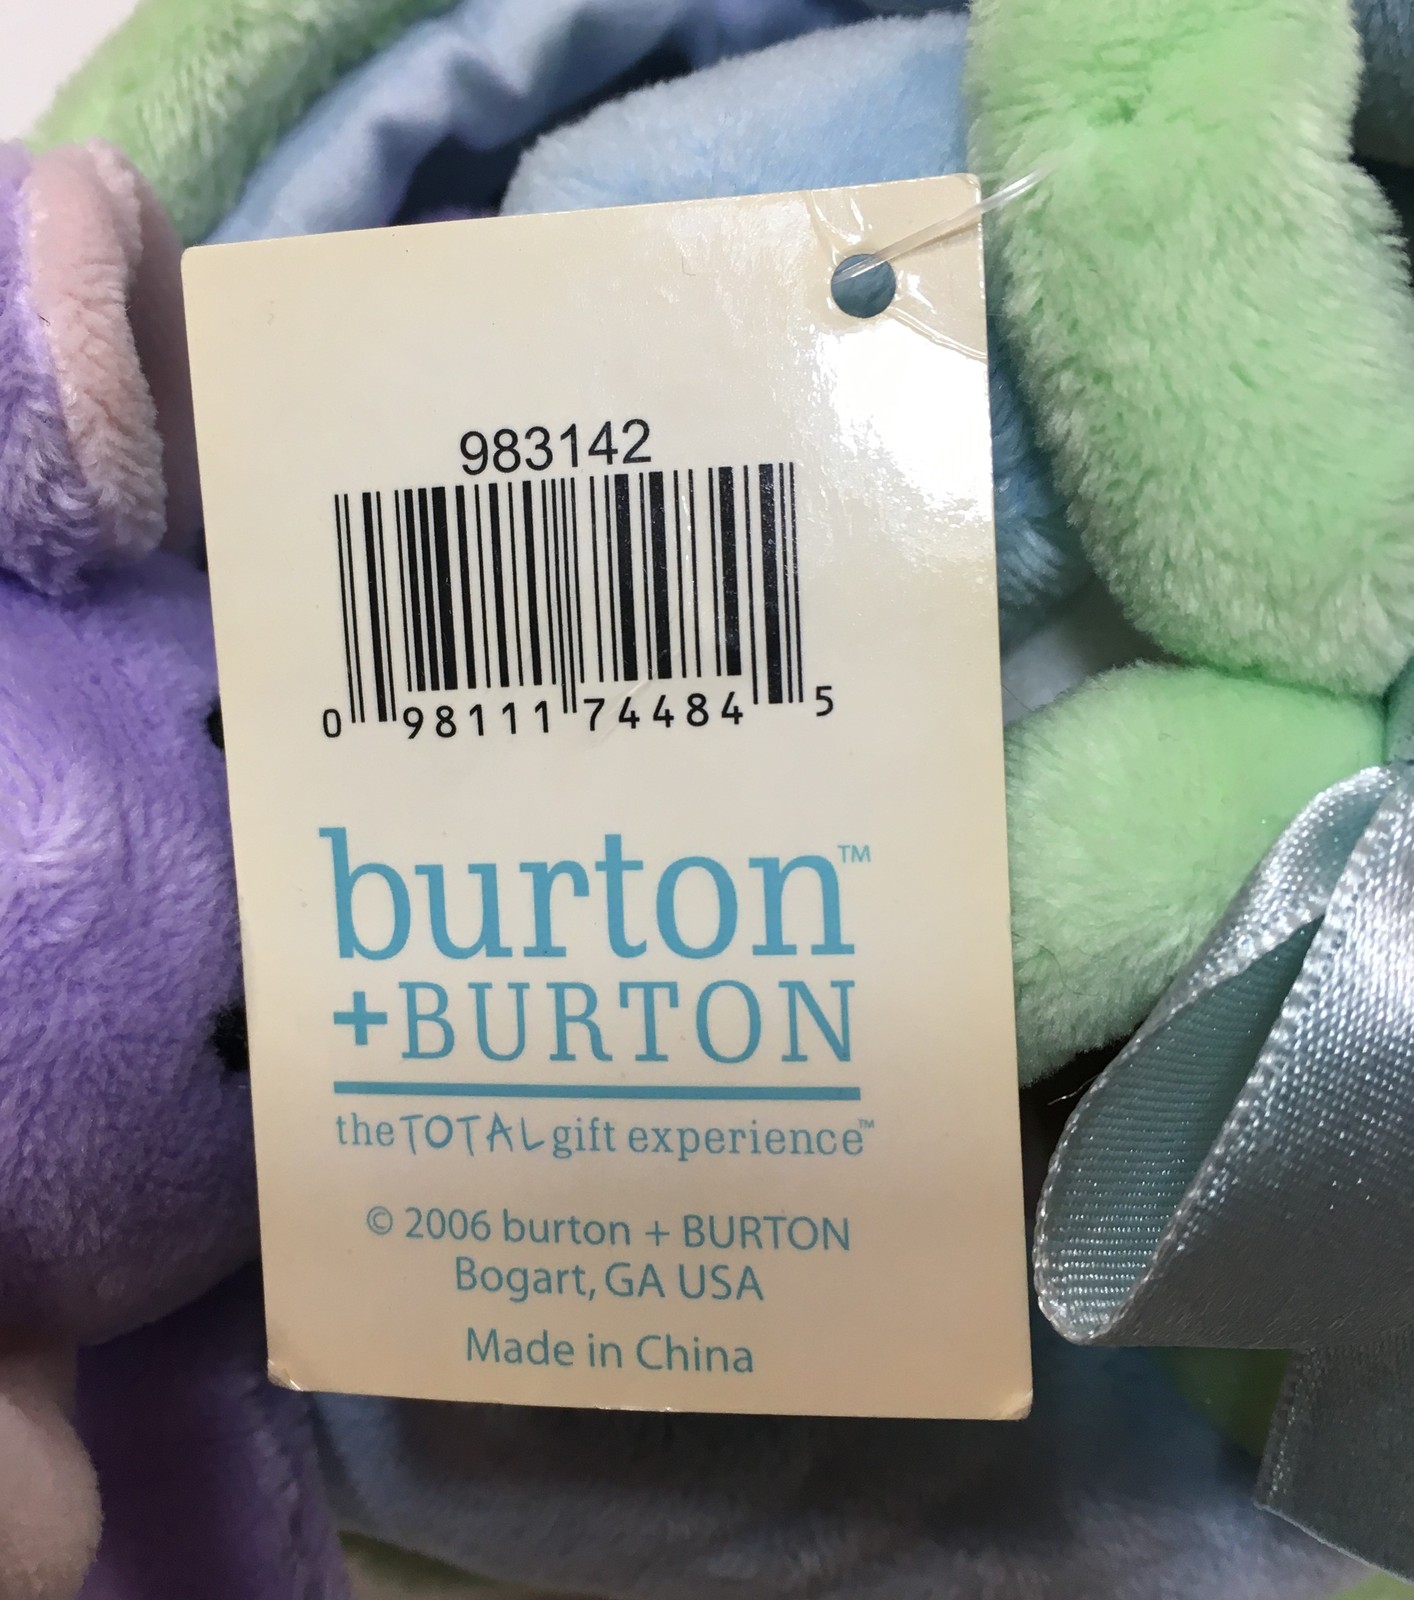 983142
0 98111 74484 5
burton™
+BURTON
the TOTAL gift experience™
© 2006 burton + BURTON
Bogart, GA USA
Made in China